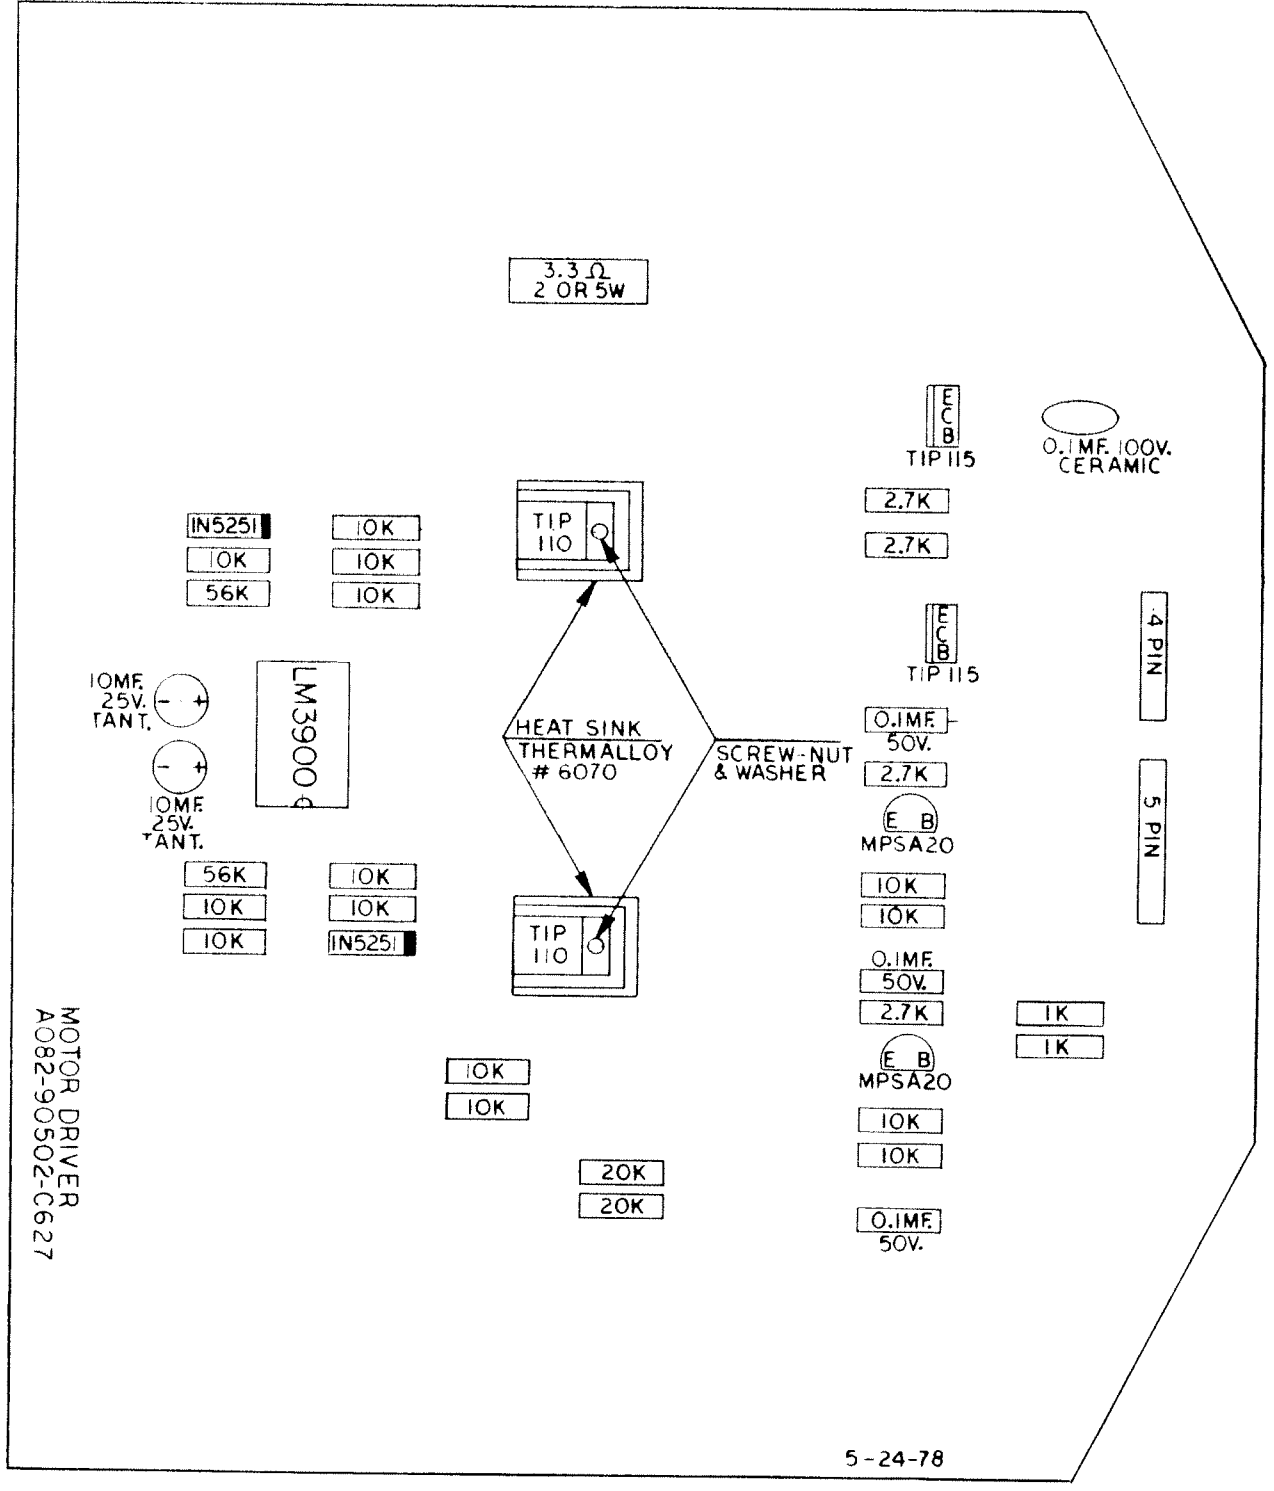 3.3 Ω
2 OR 5W
E
C
B
TIP 115
0.1MF. 100V.
CERAMIC
2.7K
2.7K
TIP
110
1N5251
10K
10K
10K
56K
10K
E
C
B
TIP 115
4 PIN
10MF.
25V.
TANT.
- +
LM3900
HEAT SINK
THERMALLOY
# 6070
SCREW-NUT
& WASHER
0.1MF.
50V.
2.7K
- +
10MF.
25V.
TANT.
E B
MPSA20
5 PIN
56K
10K
10K
10K
10K
1N5251
TIP
110
10K
10K
0.1MF.
50V.
2.7K
1K
1K
E B
MPSA20
10K
10K
10K
10K
20K
20K
0.1MF.
50V.
MOTOR DRIVER
A082-90502-C627
5-24-78